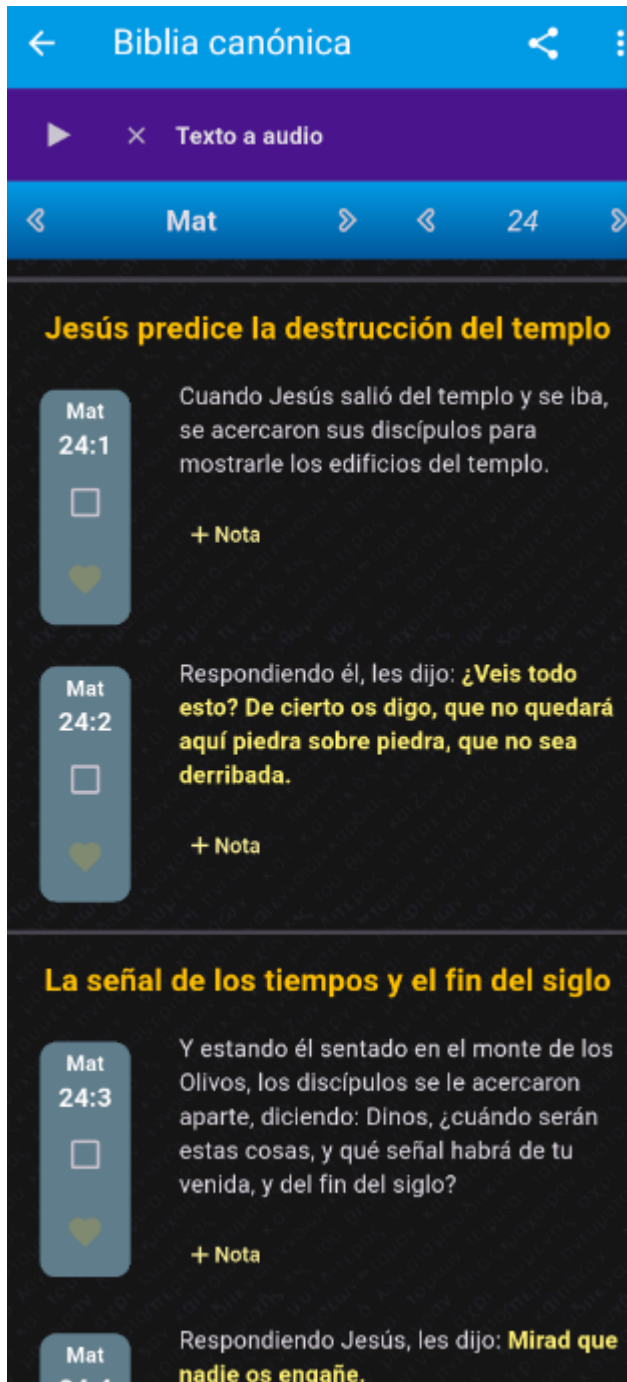 Biblia canónica
Texto a audio
Mat
24
Jesús predice la destrucción del templo
Mat
24:1
Cuando Jesús salió del templo y se iba,
se acercaron sus discípulos para
mostrarle los edificios del templo.
+ Nota
Mat
24:2
Respondiendo él, les dijo: ¿Veis todo
esto? De cierto os digo, que no quedará
aquí piedra sobre piedra, que no sea
derribada.
+ Nota
La señal de los tiempos y el fin del siglo
Mat
24:3
Y estando él sentado en el monte de los
Olivos, los discípulos se le acercaron
aparte, diciendo: Dinos, ¿cuándo serán
estas cosas, y qué señal habrá de tu
venida, y del fin del siglo?
+ Nota
Mat
Respondiendo Jesús, les dijo: Mirad que
nadie os engañe.